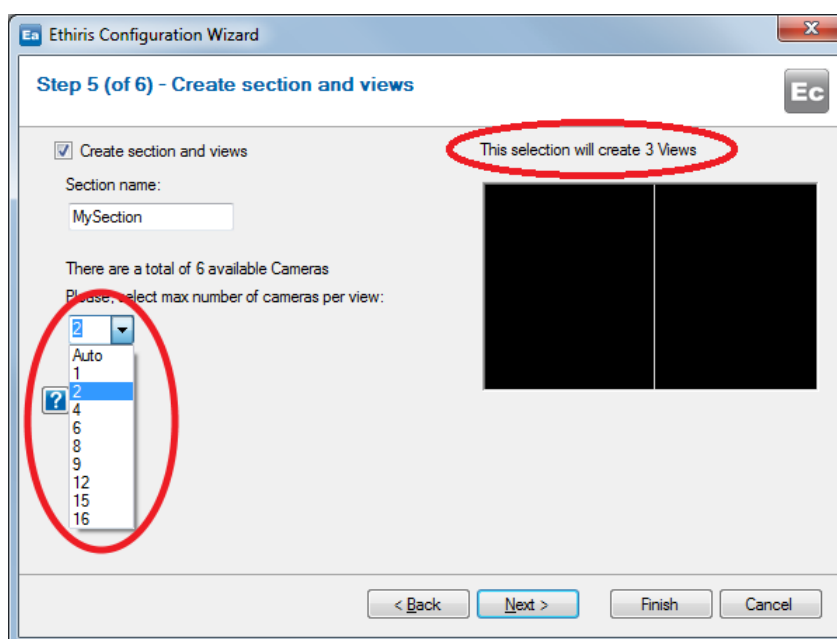 Ea Ethiris Configuration Wizard
x
Step 5 (of 6) - Create section and views
Ec
Create section and views
This selection will create 3 Views
Section name:
MySection
There are a total of 6 available Cameras
Please, select max number of cameras per view:
2
Auto
1
2
?
4
6
8
9
12
15
16
< Back
Next >
Finish
Cancel